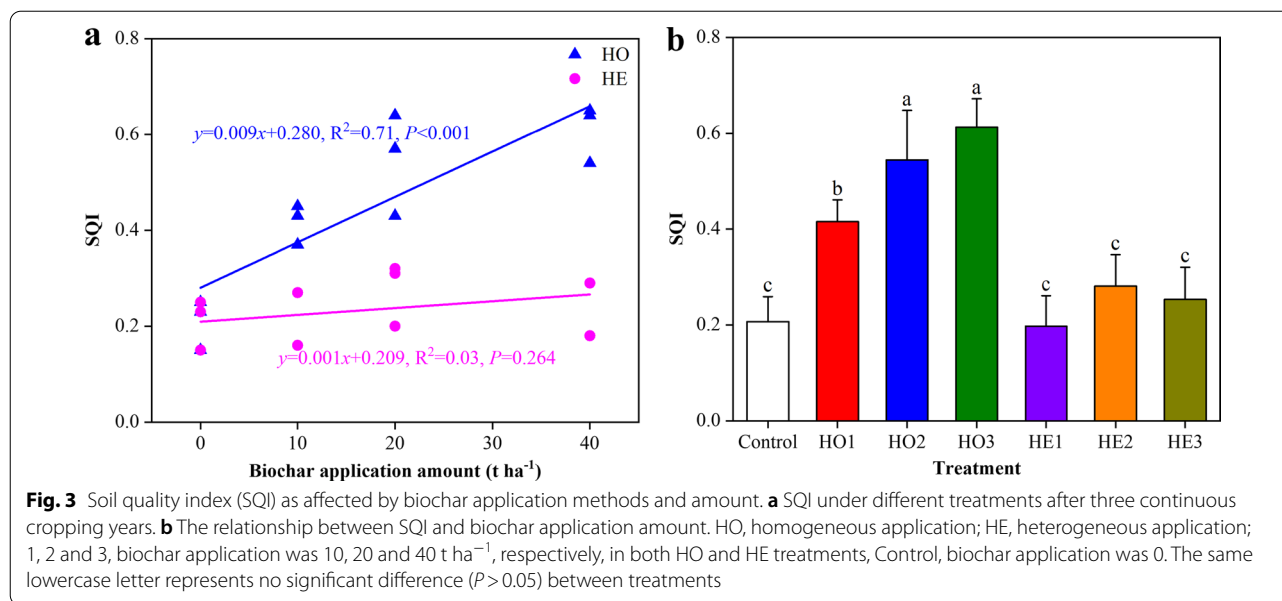 a
0.8
HO
HE
y=0.009x+0.280, R²=0.71, P<0.001
0.6
SQI
0.4
0.2
y=0.001x+0.209, R²=0.03, P=0.264
0.0
0 10 20 30 40
Biochar application amount (t ha⁻¹)
b
0.8
a
a
0.6
b
SQI
0.4
c
c
c
c
0.2
0.0
Control HO1 HO2 HO3 HE1 HE2 HE3
Treatment
Fig. 3 Soil quality index (SQI) as affected by biochar application methods and amount. a SQI under different treatments after three continuous
cropping years. b The relationship between SQI and biochar application amount. HO, homogeneous application; HE, heterogeneous application;
1, 2 and 3, biochar application was 10, 20 and 40 t ha⁻¹, respectively, in both HO and HE treatments, Control, biochar application was 0. The same
lowercase letter represents no significant difference (P > 0.05) between treatments